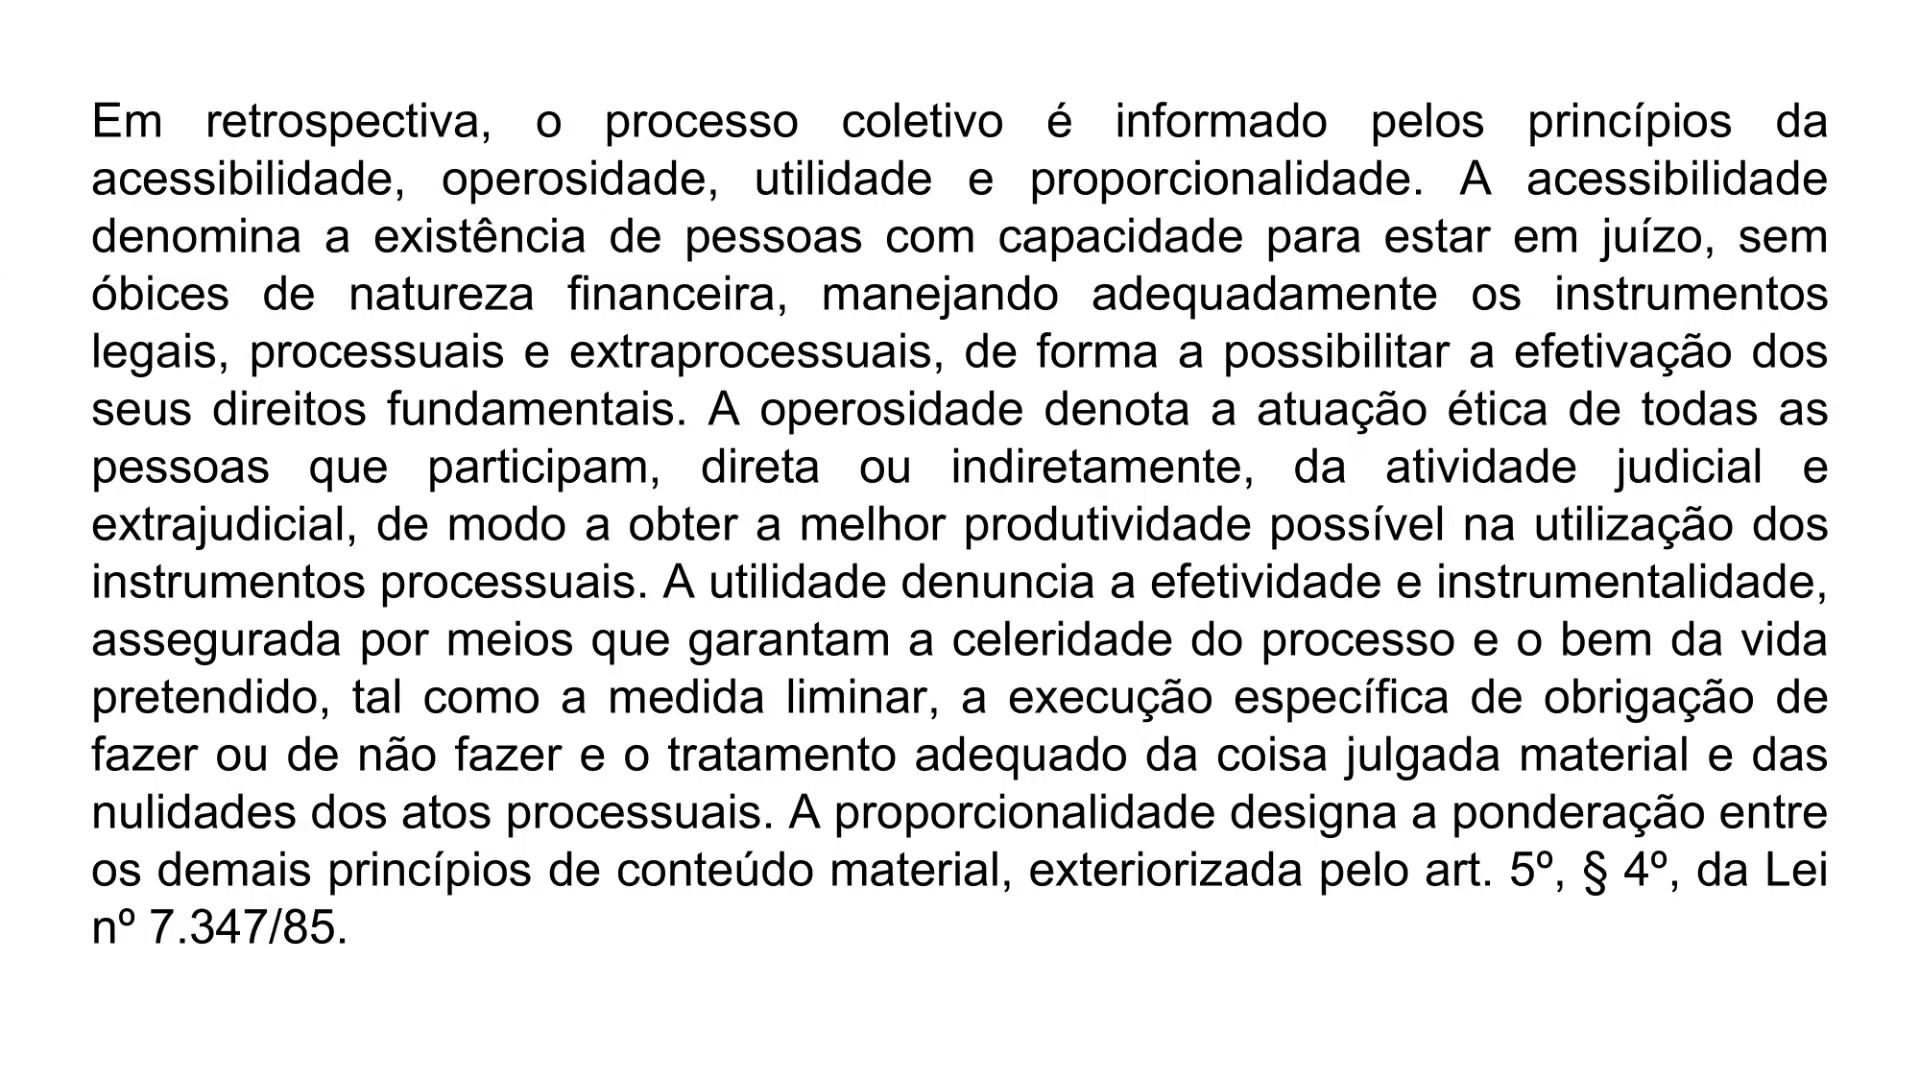 Em retrospectiva, o processo coletivo é informado pelos princípios da
acessibilidade, operosidade, utilidade e proporcionalidade. A acessibilidade
denomina a existência de pessoas com capacidade para estar em juízo, sem
óbices de natureza financeira, manejando adequadamente os instrumentos
legais, processuais e extraprocessuais, de forma a possibilitar a efetivação dos
seus direitos fundamentais. A operosidade denota a atuação ética de todas as
pessoas que participam, direta ou indiretamente, da atividade judicial e
extrajudicial, de modo a obter a melhor produtividade possível na utilização dos
instrumentos processuais. A utilidade denuncia a efetividade e instrumentalidade,
assegurada por meios que garantam a celeridade do processo e o bem da vida
pretendido, tal como a medida liminar, a execução específica de obrigação de
fazer ou de não fazer e o tratamento adequado da coisa julgada material e das
nulidades dos atos processuais. A proporcionalidade designa a ponderação entre
os demais princípios de conteúdo material, exteriorizada pelo art. 5º, § 4º, da Lei
nº 7.347/85.